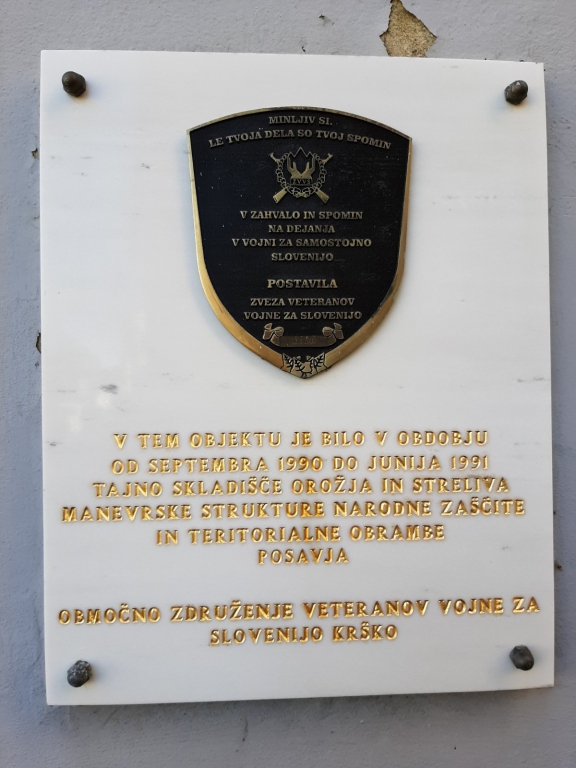 MINLJIV SI.
LE TVOJA DELA SO TVOJ SPOMIN
ZVVS
V ZAHVALO IN SPOMIN
NA DEJANJA
V VOJNI ZA SAMOSTOJNO
SLOVENIJO
POSTAVILA
ZVEZA VETERANOV
VOJNE ZA SLOVENIJO
V TEM OBJEKTU JE BILO V OBDOBJU
OD SEPTEMBRA 1990 DO JUNIJA 1991
TAJNO SKLADIŠČE OROŽJA IN STRELIVA
MANEVRSKE STRUKTURE NARODNE ZAŠČITE
IN TERITORIALNE OBRAMBE
POSAVJA
OBMOČNO ZDRUŽENJE VETERANOV VOJNE ZA
SLOVENIJO KRŠKO